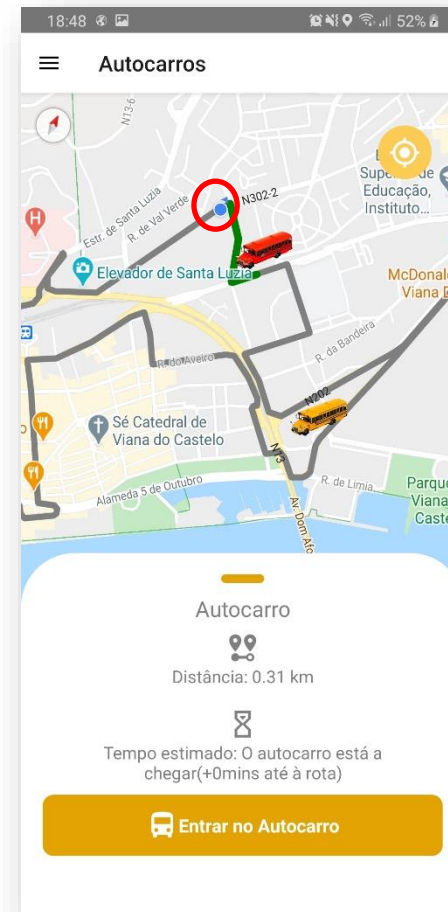 18:48
52%
Autocarros
N13-6
N302-2
Estr. de Santa Luzia
R. de Val Verde
de
Educação,
Instituto...
H
Elevador de Santa Luzia
McDonald
Viana
R. da Bandeira
R. do Aveiro
N202
Sé Catedral de
Viana do Castelo
N13
R. de Limia
Parque
Viana
Caste
Alameda 5 de Outubro
Av. Dom Afo
Autocarro
Distância: 0.31 km
Tempo estimado: O autocarro está a
chegar(+0mins até à rota)
Entrar no Autocarro